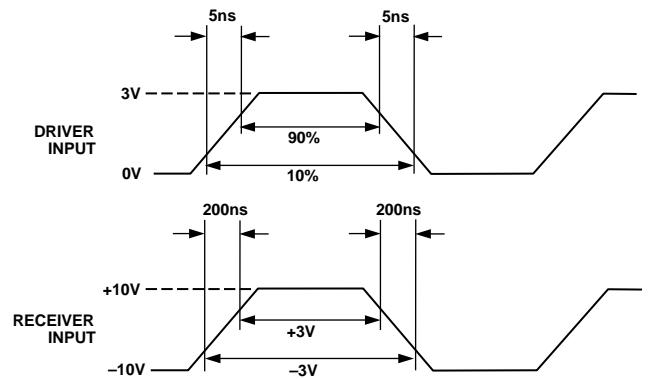 5ns 5ns
3V
DRIVER
INPUT
90%
10%
0V
200ns 200ns
+10V
RECEIVER
INPUT
+3V
–3V
–10V